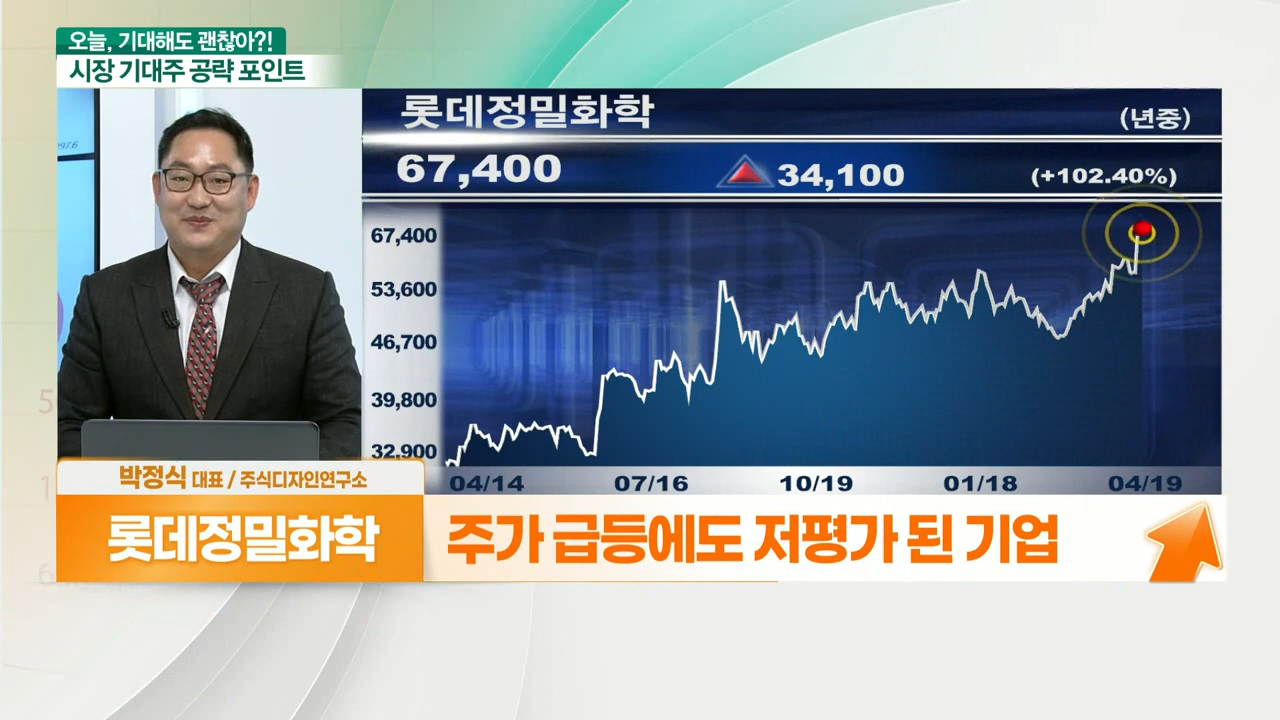 오늘, 기대해도 괜찮아?!
시장 기대주 공략 포인트
롯데정밀화학 (년중)
67,400 34,100 (+102.40%)
67,400
53,600
46,700
39,800
32,900
04/14 07/16 10/19 01/18 04/19
박정식 대표 / 주식디자인연구소
롯데정밀화학
주가 급등에도 저평가 된 기업